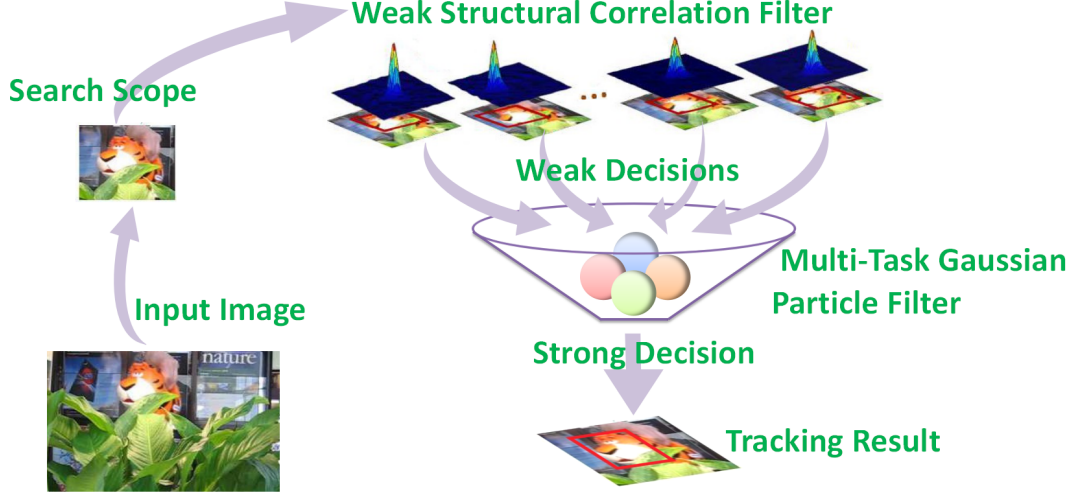 Weak Structural Correlation Filter
Search Scope
Weak Decisions
Multi-Task Gaussian
Particle Filter
Input Image
nature
Strong Decision
Tracking Result